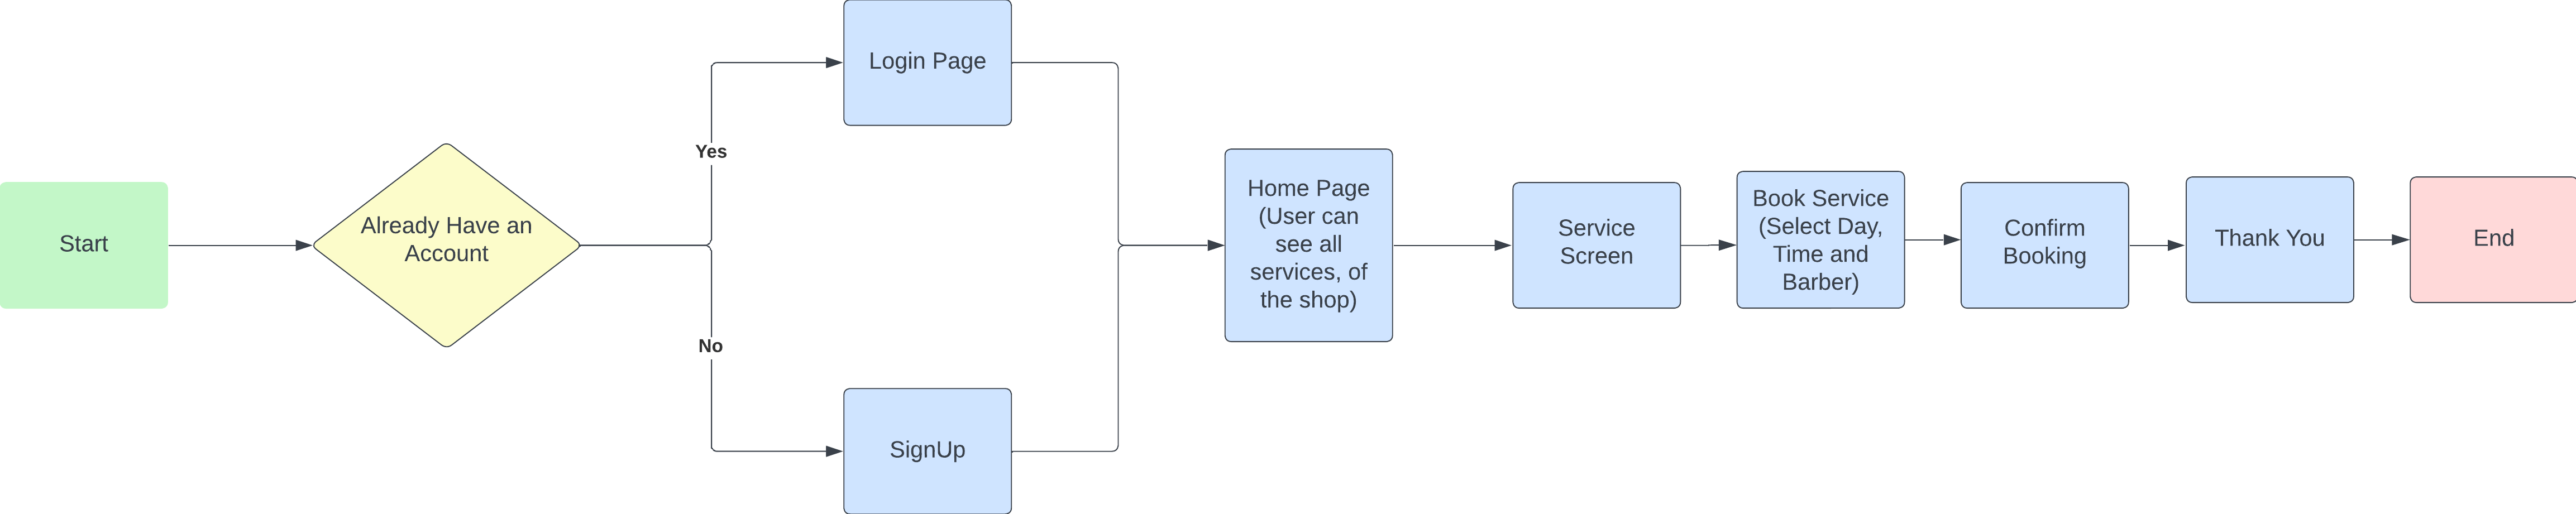 Start
Already Have an
Account
Yes
No
Login Page
SignUp
Home Page
(User can
see all
services, of
the shop)
Service
Screen
Book Service
(Select Day,
Time and
Barber)
Confirm
Booking
Thank You
End